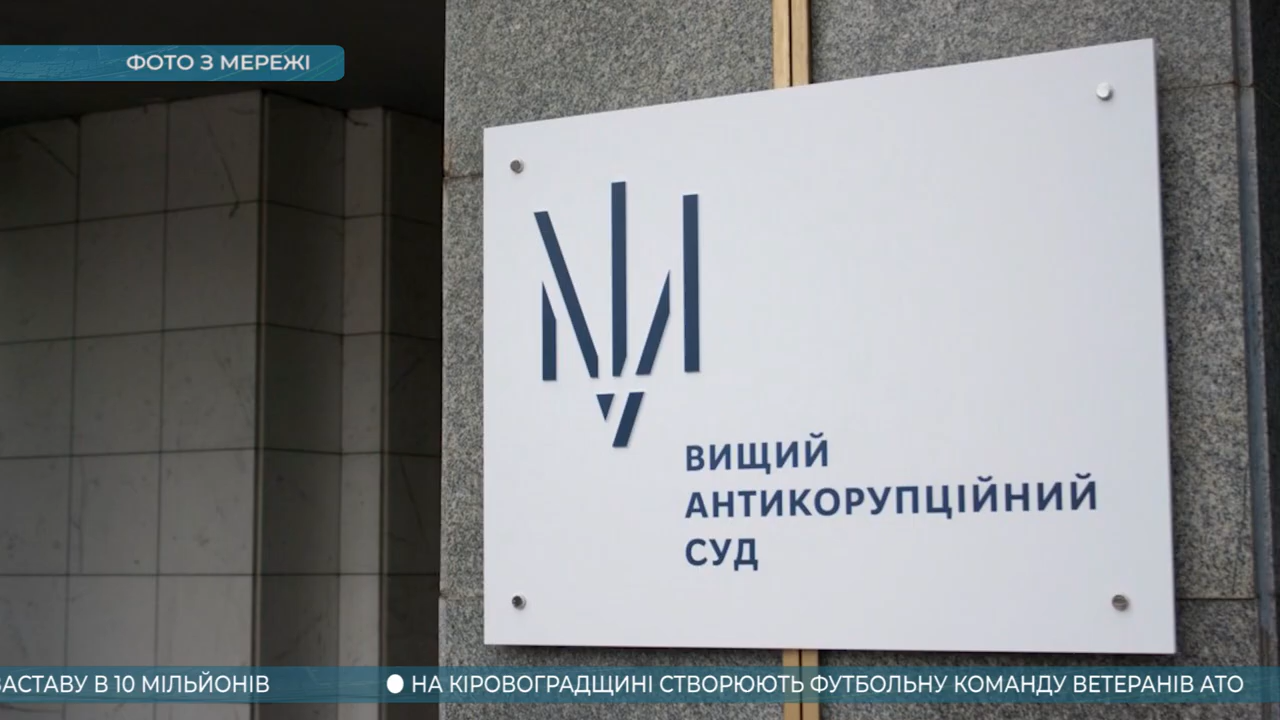 ФОТО З МЕРЕЖІ
ВИЩИЙ
АНТИКОРУПЦІЙНИЙ
СУД
ЗАСТАВУ В 10 МІЛЬЙОНІВ
НА КІРОВОГРАДЩИНІ СТВОРЮЮТЬ ФУТБОЛЬНУ КОМАНДУ ВЕТЕРАНІВ АТО